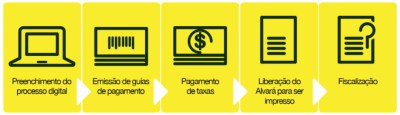 Preenchimento do
processo digital
Emissão de guias
de pagamento
Pagamento
de taxas
Liberação do
Alvará para ser
impresso
Fiscalização